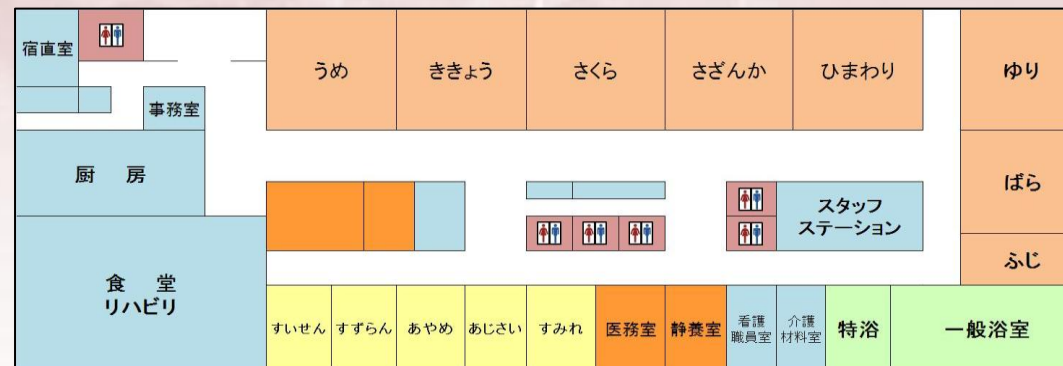 宿直室
うめ
ききょう
さくら
さざんか
ひまわり
ゆり
事務室
厨 房
ばら
スタッフ
ステーション
ふじ
食 堂
リハビリ
すいせん
すずらん
あやめ
あじさい
すみれ
医務室
静養室
看護
職員室
介護
材料室
特浴
一般浴室